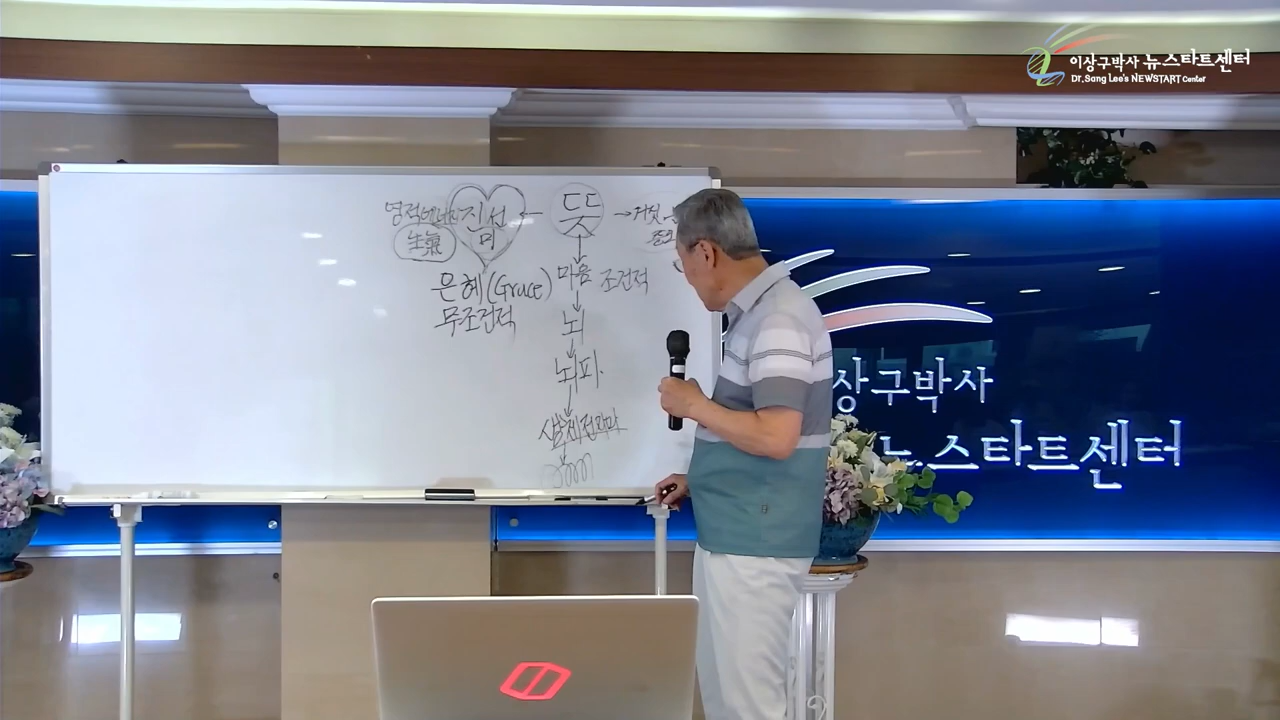 이상구박사 뉴스타트센터
Dr.Sang Lee's NEWSTART Center
영적에너지 진선미 ← 뜻 → 거짓
生氣
은혜(Grace) 마음 조건적
무조건적
뇌
뇌파
상구박사
뉴스타트센터